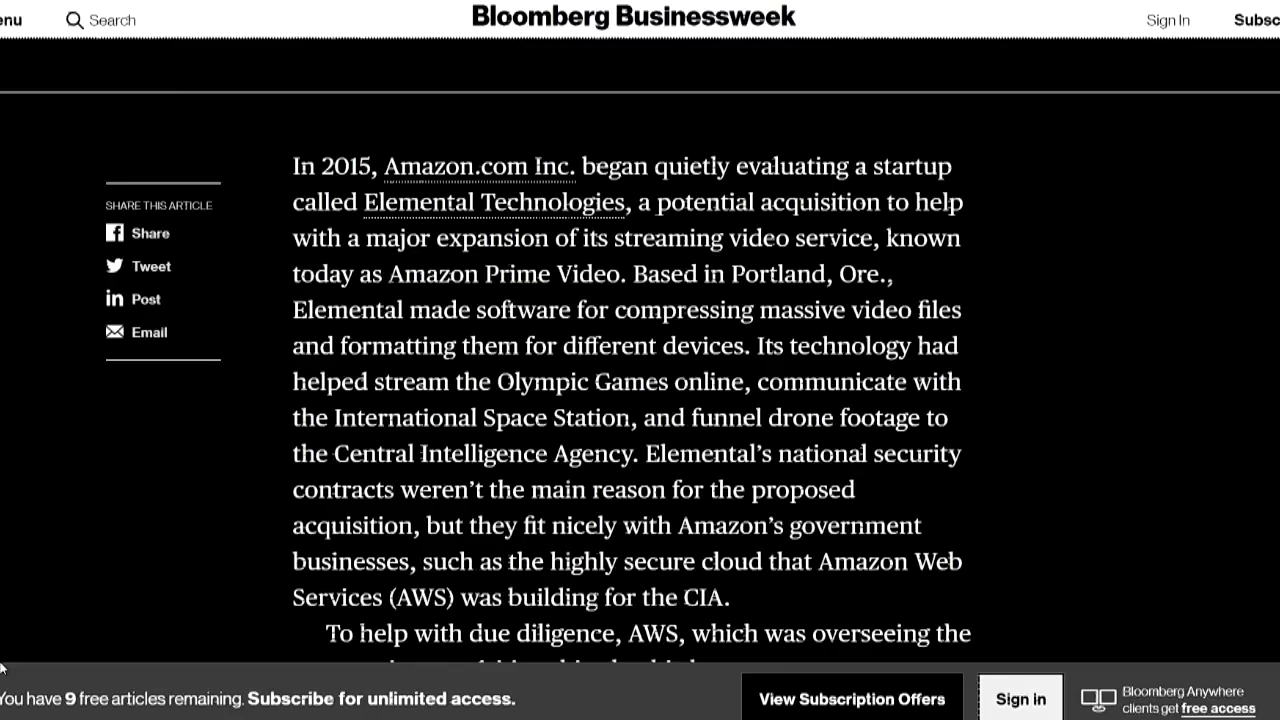 enu
Search
Bloomberg Businessweek
Sign In
Subsc
In 2015, Amazon.com Inc. began quietly evaluating a startup
called Elemental Technologies, a potential acquisition to help
with a major expansion of its streaming video service, known
today as Amazon Prime Video. Based in Portland, Ore.,
Elemental made software for compressing massive video files
and formatting them for different devices. Its technology had
helped stream the Olympic Games online, communicate with
the International Space Station, and funnel drone footage to
the Central Intelligence Agency. Elemental’s national security
contracts weren’t the main reason for the proposed
acquisition, but they fit nicely with Amazon’s government
businesses, such as the highly secure cloud that Amazon Web
Services (AWS) was building for the CIA.
To help with due diligence, AWS, which was overseeing the
SHARE THIS ARTICLE
Share
Tweet
Post
Email
You have 9 free articles remaining. Subscribe for unlimited access.
View Subscription Offers
Sign in
Bloomberg Anywhere
clients get free access